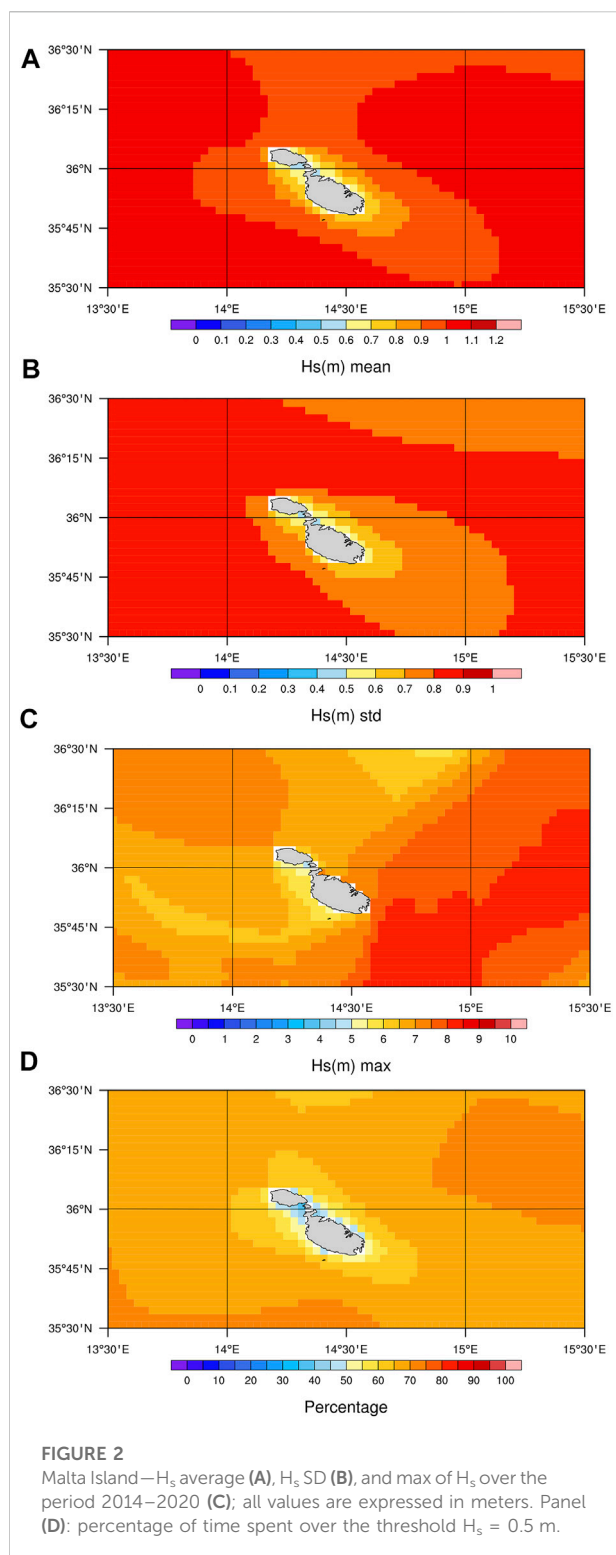 A
36°30'N
36°15'N
36°N
35°45'N
35°30'N
13°30'E 14°E 14°30'E 15°E 15°30'E
0 0.1 0.2 0.3 0.4 0.5 0.6 0.7 0.8 0.9 1 1.1 1.2
Hs(m) mean
B
36°30'N
36°15'N
36°N
35°45'N
35°30'N
13°30'E 14°E 14°30'E 15°E 15°30'E
0 0.1 0.2 0.3 0.4 0.5 0.6 0.7 0.8 0.9 1
Hs(m) std
C
36°30'N
36°15'N
36°N
35°45'N
35°30'N
13°30'E 14°E 14°30'E 15°E 15°30'E
0 1 2 3 4 5 6 7 8 9 10
Hs(m) max
D
36°30'N
36°15'N
36°N
35°45'N
35°30'N
13°30'E 14°E 14°30'E 15°E 15°30'E
0 10 20 30 40 50 60 70 80 90 100
Percentage
FIGURE 2
Malta Island—Hs average (A), Hs SD (B), and max of Hs over the
period 2014–2020 (C); all values are expressed in meters. Panel
(D): percentage of time spent over the threshold Hs = 0.5 m.